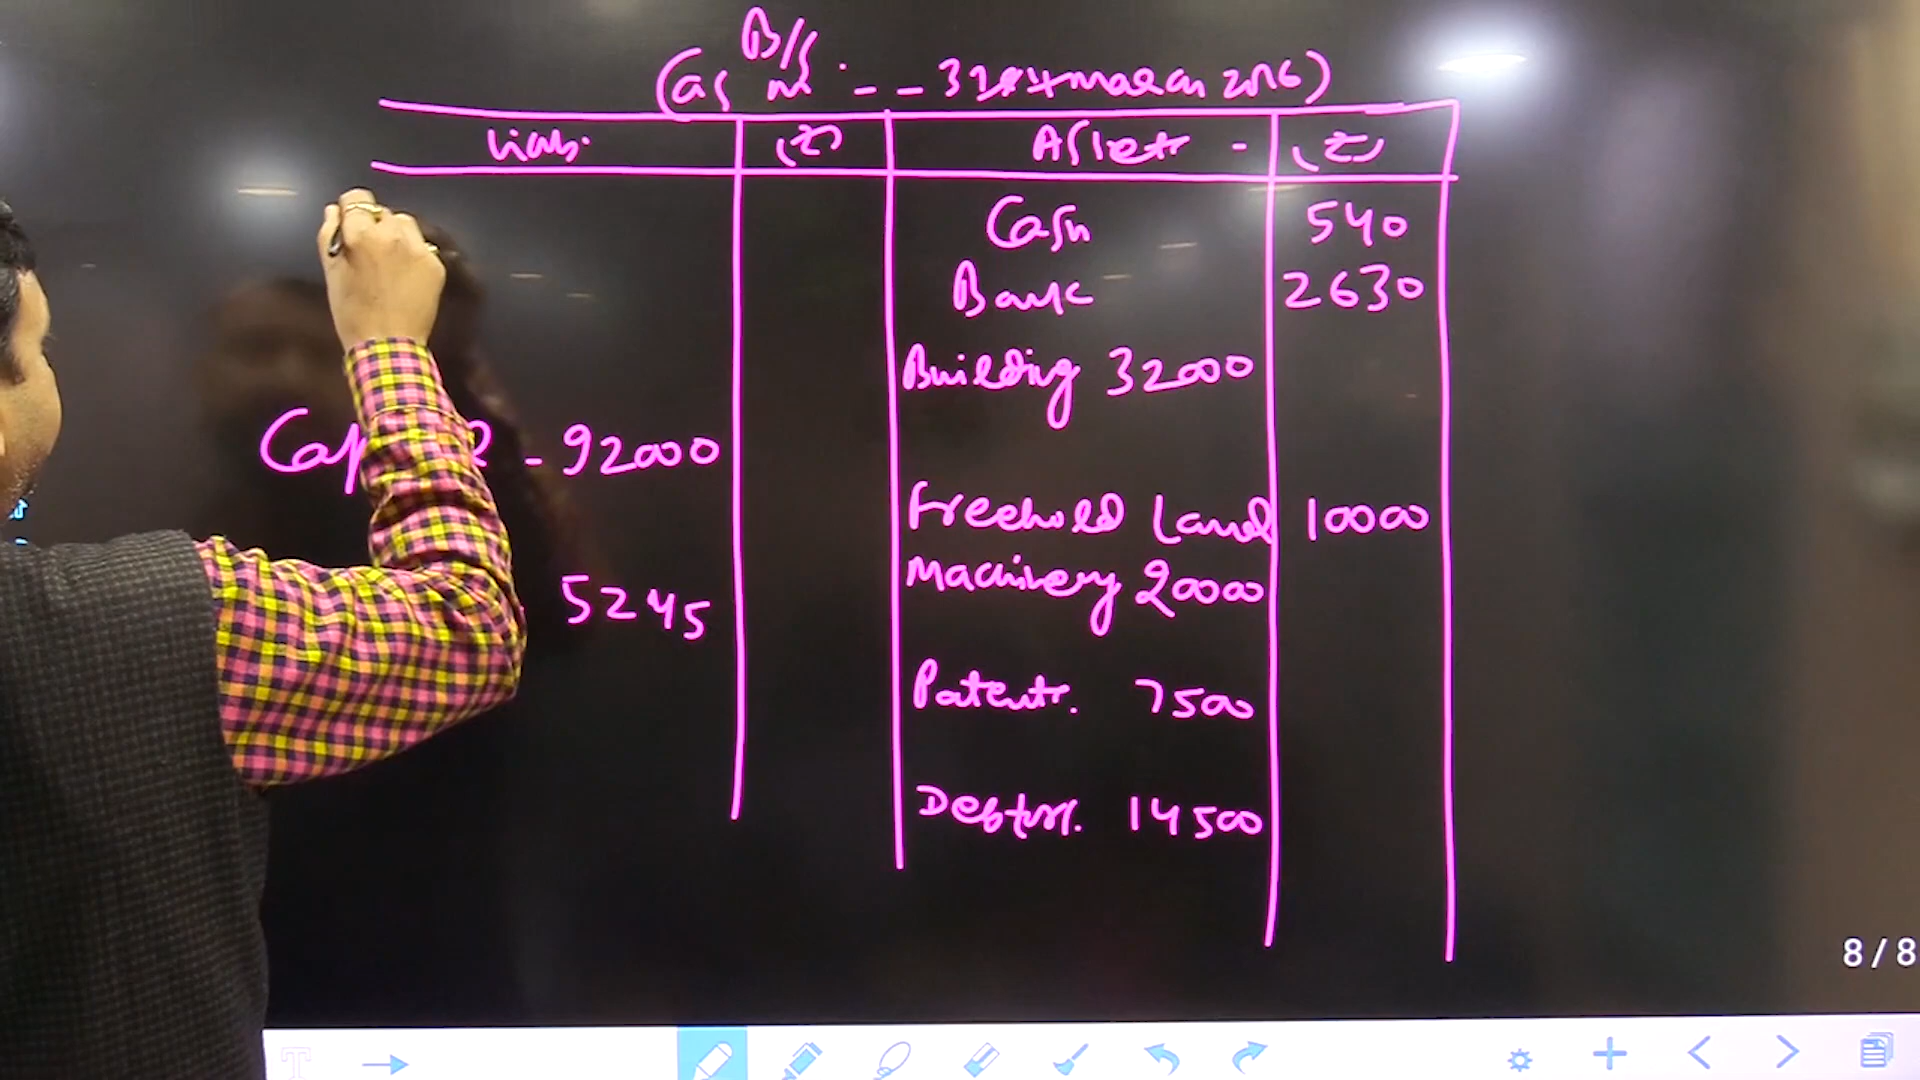 B/S
(as on - - 31st march 2016)
Liab. (₹) Assets - (₹)
Cash 540
Bank 2630
Building 32000
- 92000
Freehold Land 10000
Machinery 20000
5245
Patents. 7500
Debtors. 14500
8 / 8
T